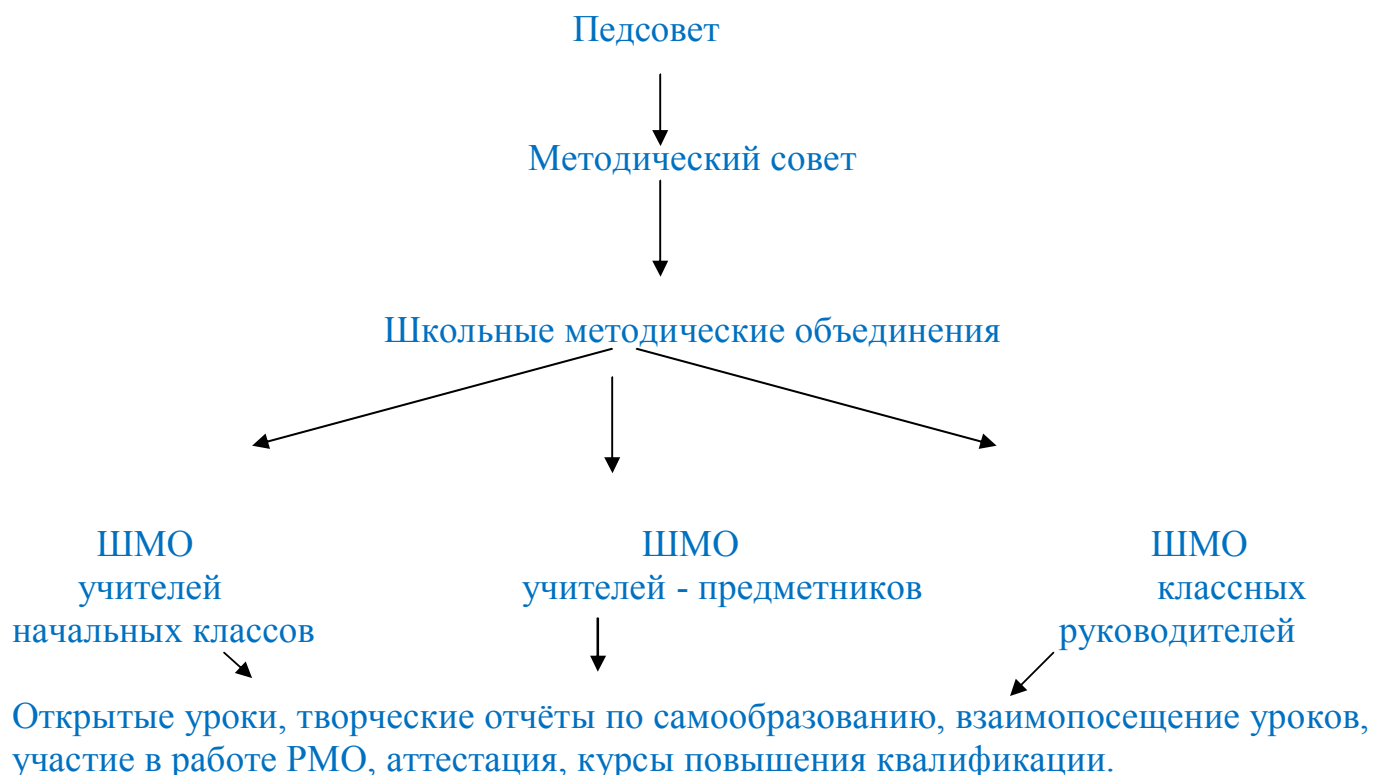 Педсовет
Методический совет
Школьные методические объединения
ШМО
учителей
начальных классов
ШМО
учителей - предметников
ШМО
классных
руководителей
Открытые уроки, творческие отчёты по самообразованию, взаимопосещение уроков,
участие в работе РМО, аттестация, курсы повышения квалификации.